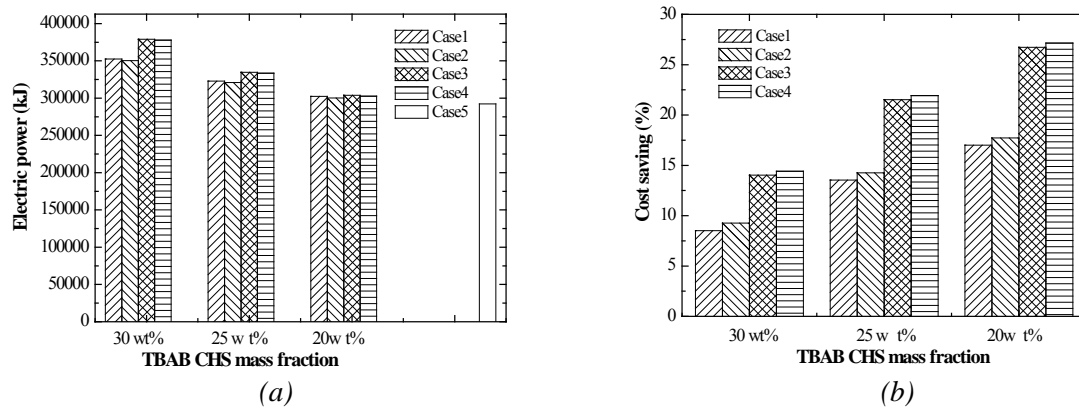 Electric power (kJ)
400000
350000
300000
250000
200000
150000
100000
50000
0
Case1
Case2
Case3
Case4
Case5
30 wt% 25 w t% 20w t%
TBAB CHS mass fraction
(a)
Cost saving (%)
30
25
20
15
10
5
0
Case1
Case2
Case3
Case4
30 wt% 25 w t% 20w t%
TBAB CHS mass fraction
(b)